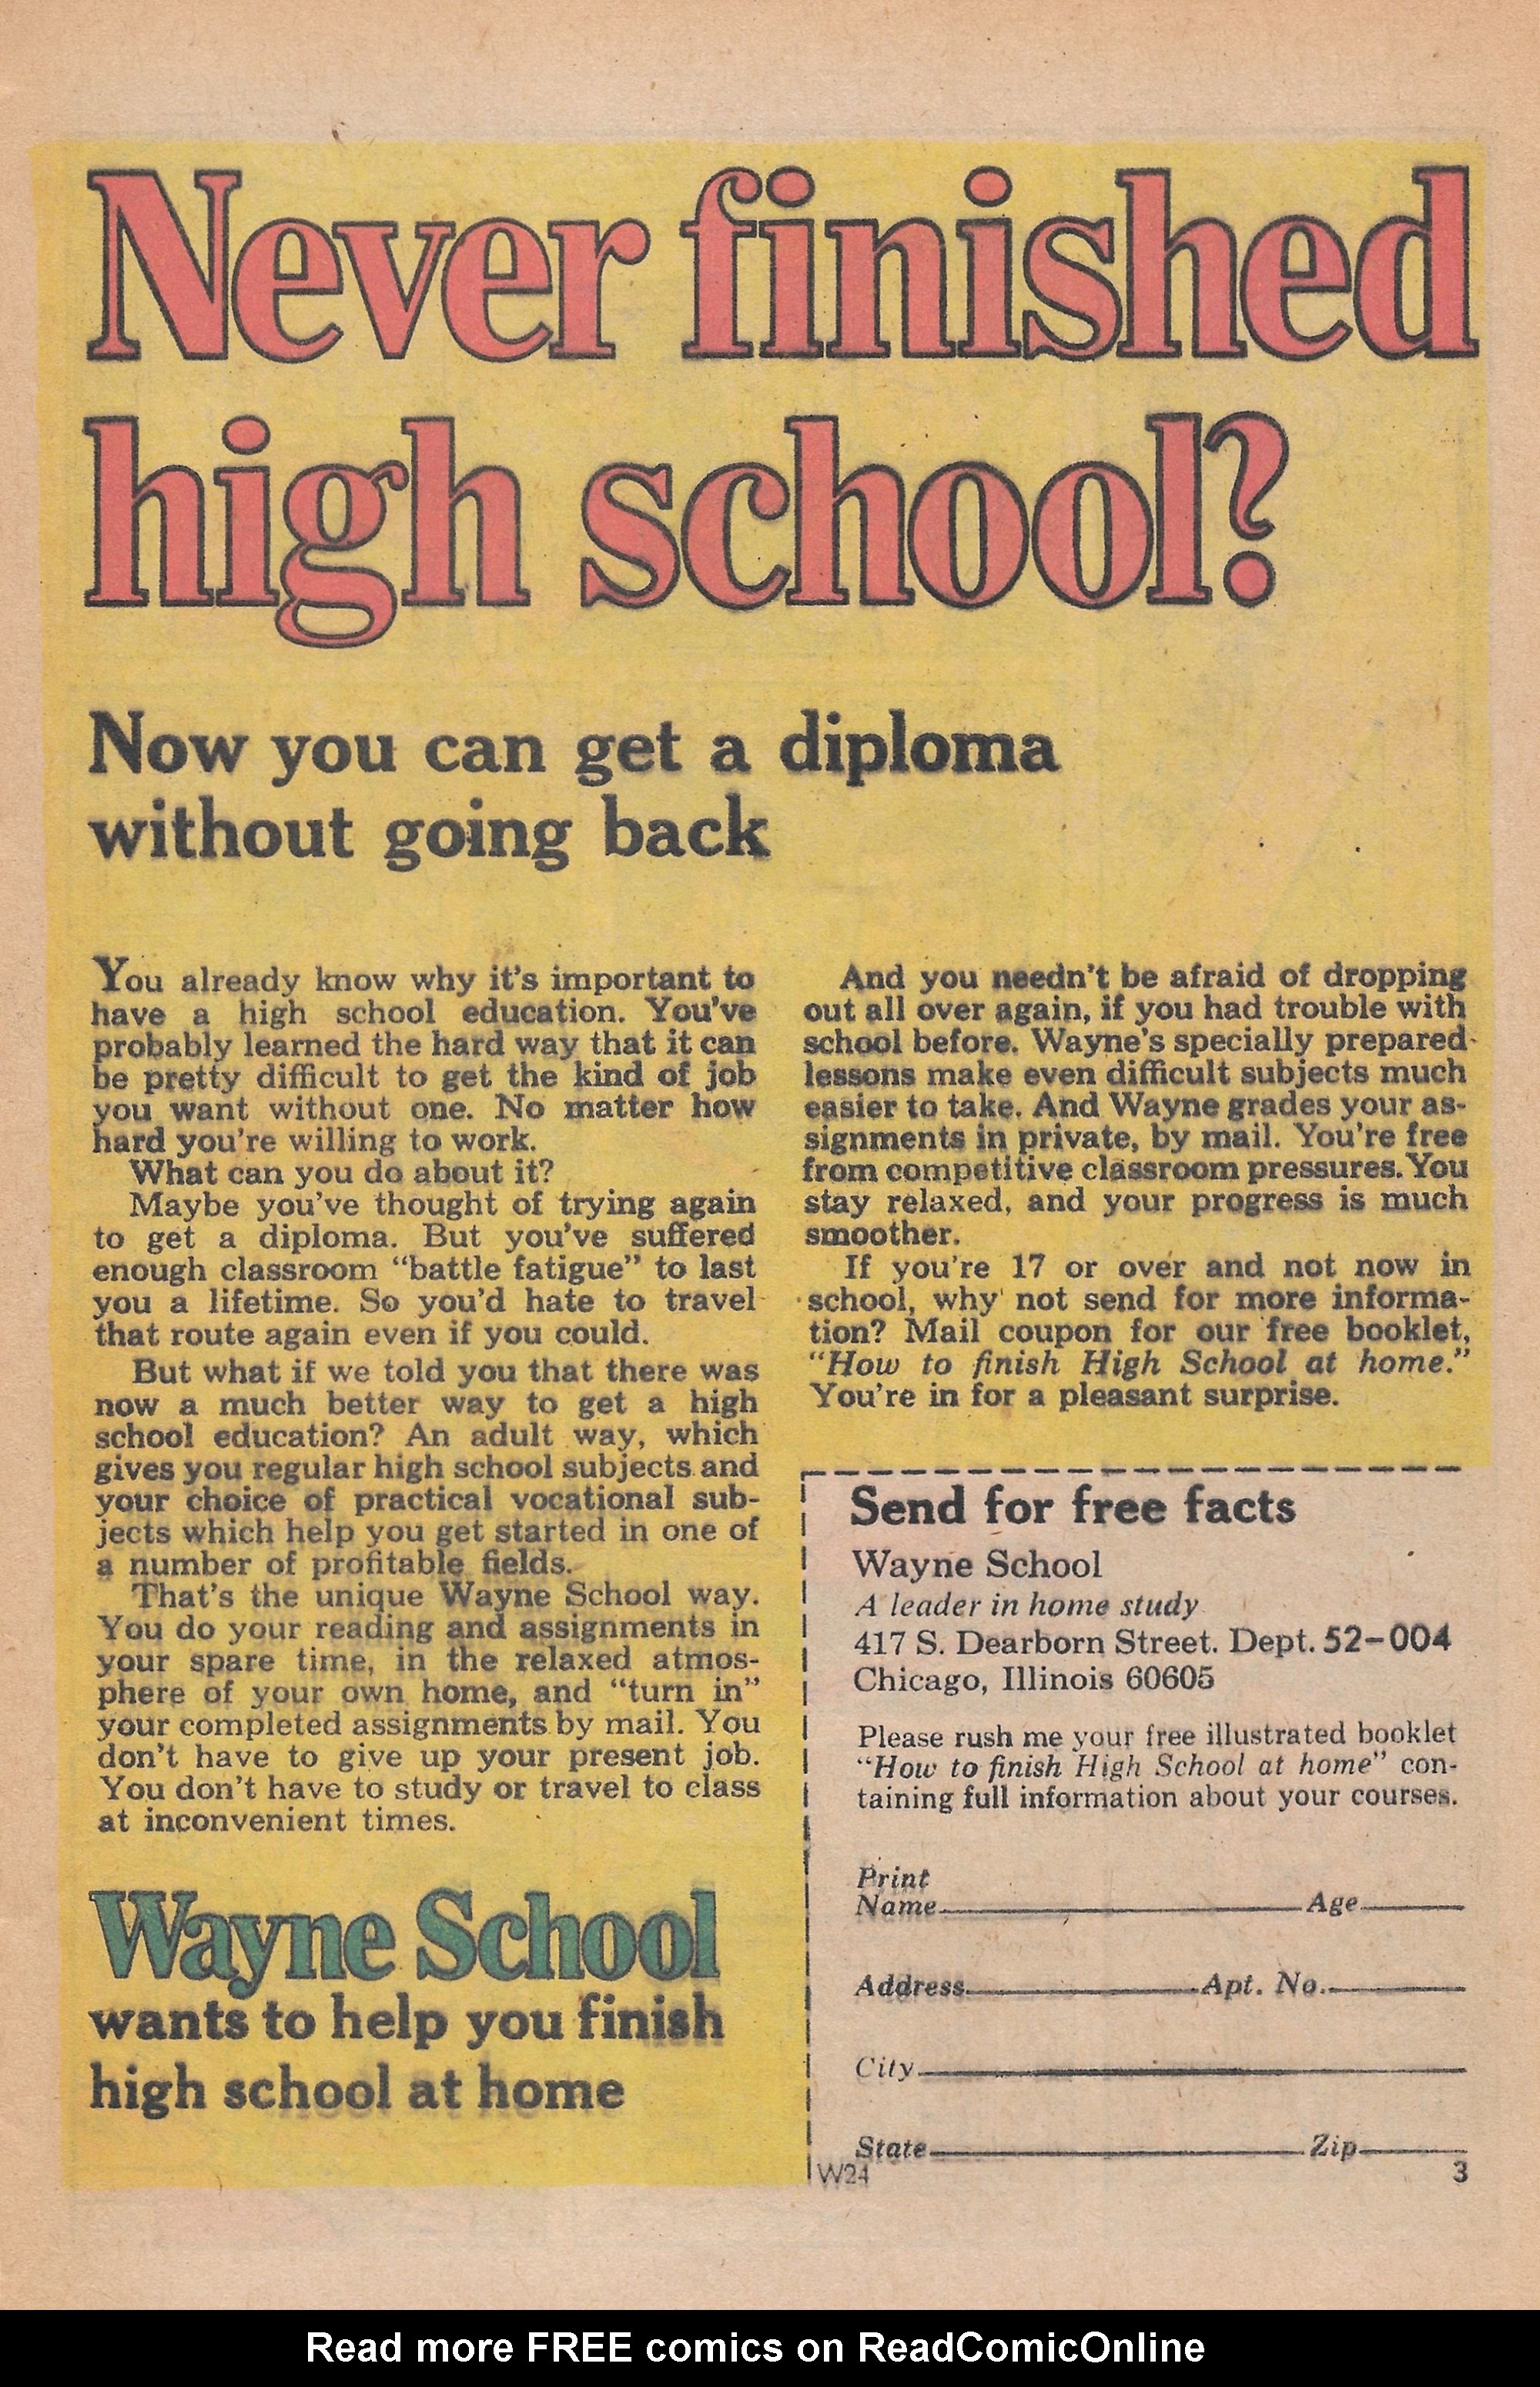 Never finished
high school?
Now you can get a diploma
without going back
You already know why it's important to
have a high school education. You've
probably learned the hard way that it can
be pretty difficult to get the kind of job
you want without one. No matter how
hard you're willing to work.
What can you do about it?
Maybe you've thought of trying again
to get a diploma. But you've suffered
enough classroom "battle fatigue" to last
you a lifetime. So you'd hate to travel
that route again even if you could.
But what if we told you that there was
now a much better way to get a high
school education? An adult way, which
gives you regular high school subjects and
your choice of practical vocational sub-
jects which help you get started in one of
a number of profitable fields.
That's the unique Wayne School way.
You do your reading and assignments in
your spare time, in the relaxed atmos-
phere of your own home, and "turn in"
your completed assignments by mail. You
don't have to give up your present job.
You don't have to study or travel to class
at inconvenient times.
Wayne School
wants to help you finish
high school at home
And you needn't be afraid of dropping
out all over again, if you had trouble with
school before. Wayne's specially prepared
lessons make even difficult subjects much
easier to take. And Wayne grades your as-
signments in private, by mail. You're free
from competitive classroom pressures. You
stay relaxed, and your progress is much
smoother.
If you're 17 or over and not now in
school, why not send for more informa-
tion? Mail coupon for our free booklet,
"How to finish High School at home."
You're in for a pleasant surprise.
Send for free facts
Wayne School
A leader in home study
417 S. Dearborn Street. Dept. 52-004
Chicago, Illinois 60605
Please rush me your free illustrated booklet
"How to finish High School at home" con-
taining full information about your courses.
Print
Name Age
Address Apt. No.
City
State Zip
W24 3
Read more FREE comics on ReadComicOnline